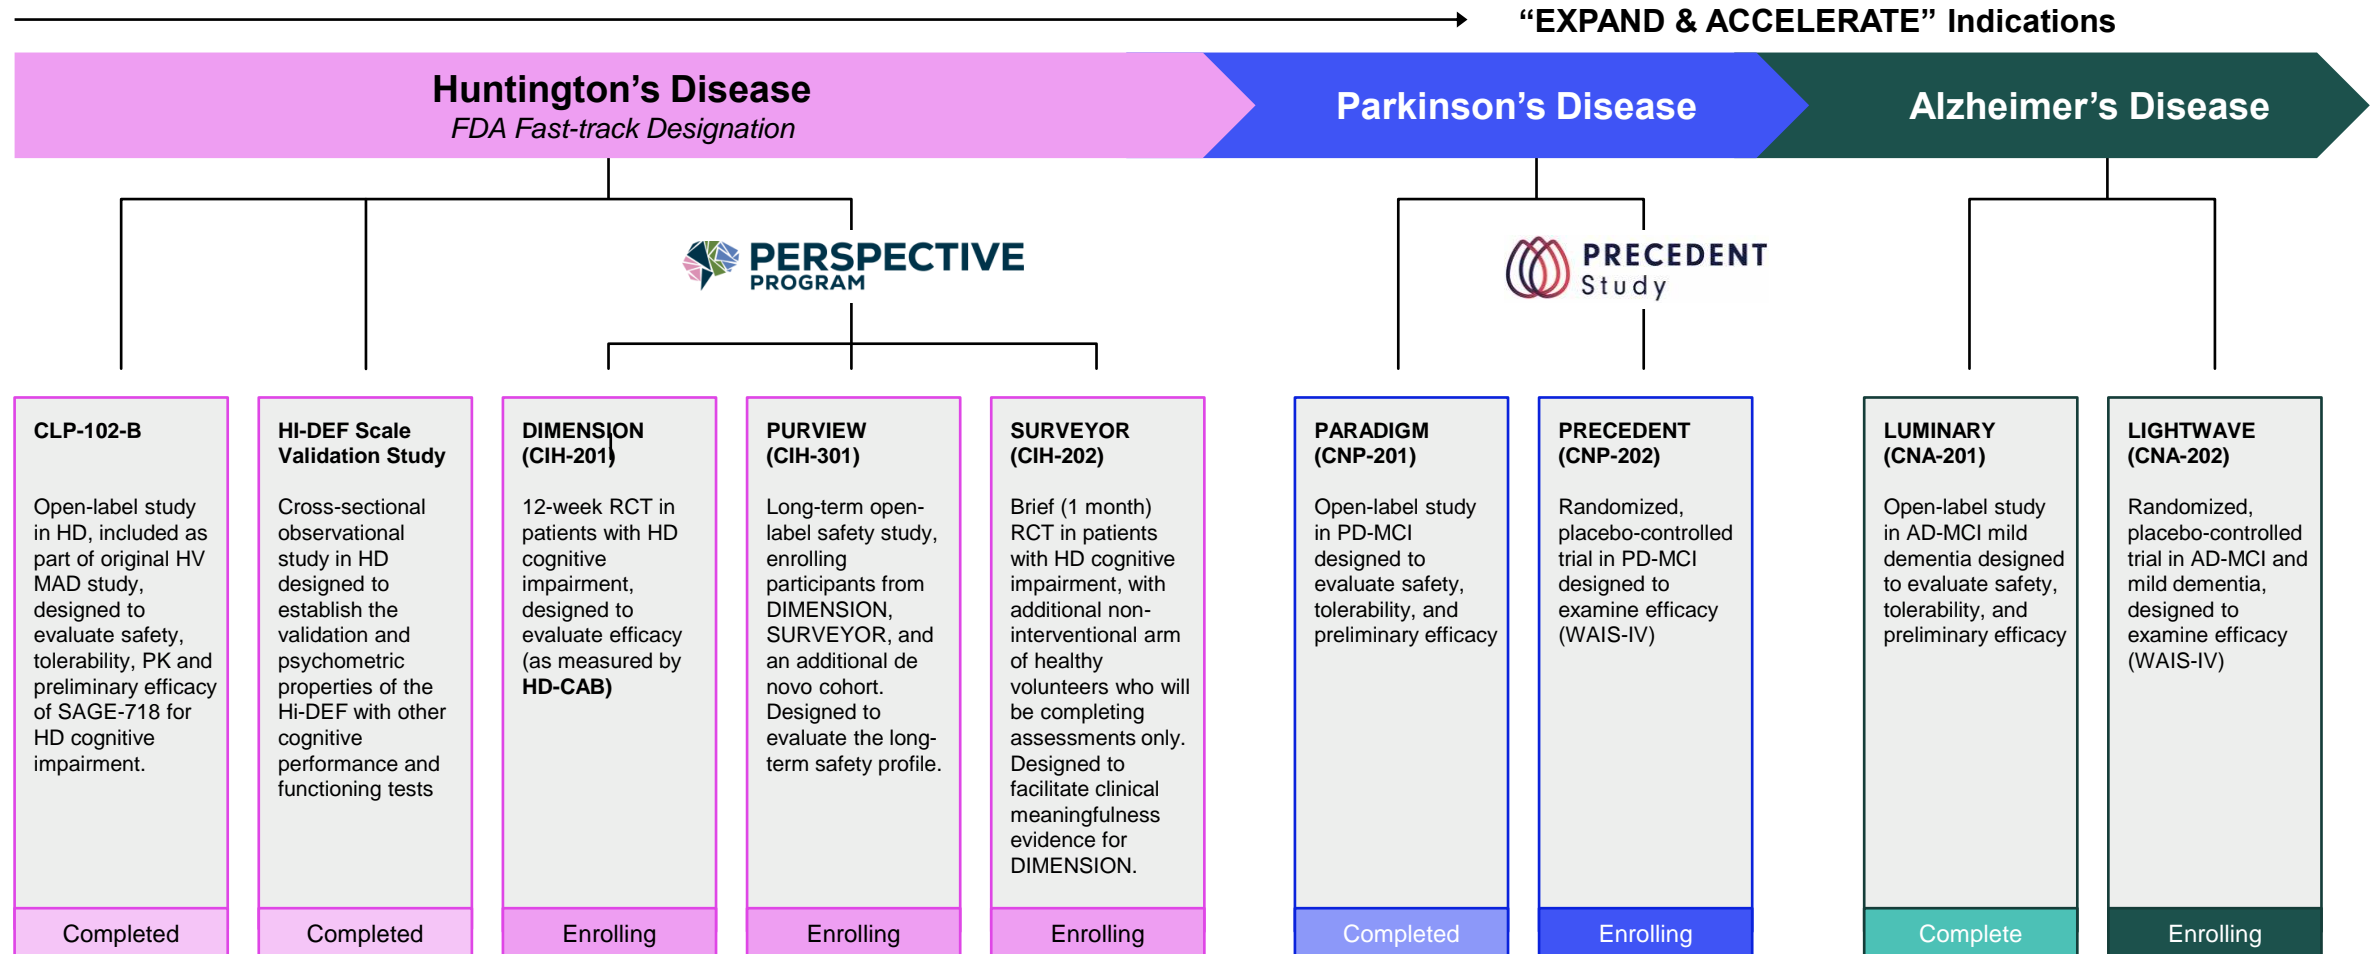 “EXPAND & ACCELERATE” Indications
Huntington’s Disease
FDA Fast-track Designation
Parkinson’s Disease
Alzheimer’s Disease
PERSPECTIVE
PROGRAM
PRECEDENT
Study
CLP-102-B
Open-label study
in HD, included as
part of original HV
MAD study,
designed to
evaluate safety,
tolerability, PK and
preliminary efficacy
of SAGE-718 for
HD cognitive
impairment.
Completed
HI-DEF Scale
Validation Study
Cross-sectional
observational
study in HD
designed to
establish the
validation and
psychometric
properties of the
Hi-DEF with other
cognitive
performance and
functioning tests
Completed
DIMENSION
(CIH-201)
12-week RCT in
patients with HD
cognitive
impairment,
designed to
evaluate efficacy
(as measured by
HD-CAB)
Enrolling
PURVIEW
(CIH-301)
Long-term open-
label safety study,
enrolling
participants from
DIMENSION,
SURVEYOR, and
an additional de
novo cohort.
Designed to
evaluate the long-
term safety profile.
Enrolling
SURVEYOR
(CIH-202)
Brief (1 month)
RCT in patients
with HD cognitive
impairment, with
additional non-
interventional arm
of healthy
volunteers who will
be completing
assessments only.
Designed to
facilitate clinical
meaningfulness
evidence for
DIMENSION.
Enrolling
PARADIGM
(CNP-201)
Open-label study
in PD-MCI
designed to
evaluate safety,
tolerability, and
preliminary efficacy
Completed
PRECEDENT
(CNP-202)
Randomized,
placebo-controlled
trial in PD-MCI
designed to
examine efficacy
(WAIS-IV)
Enrolling
LUMINARY
(CNA-201)
Open-label study
in AD-MCI mild
dementia designed
to evaluate safety,
tolerability, and
preliminary efficacy
Complete
LIGHTWAVE
(CNA-202)
Randomized,
placebo-controlled
trial in AD-MCI and
mild dementia,
designed to
examine efficacy
(WAIS-IV)
Enrolling